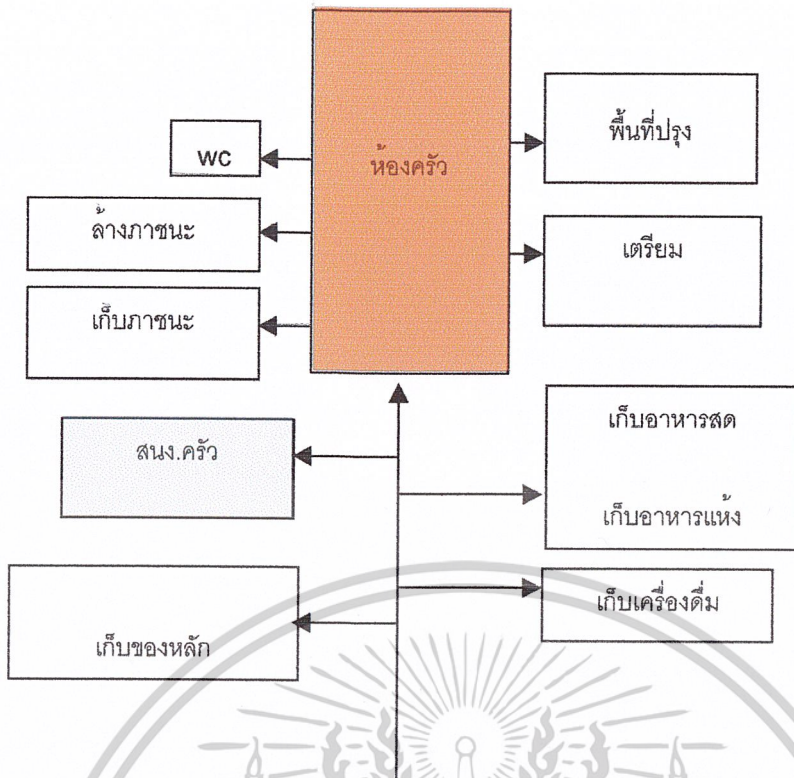 ห้องครัว
พื้นที่ปรุง
wc
ล้างภาชนะ
เตรียม
เก็บภาชนะ
เก็บอาหารสด
สนง.ครัว
เก็บอาหารแห้ง
เก็บเครื่องดื่ม
เก็บของหลัก